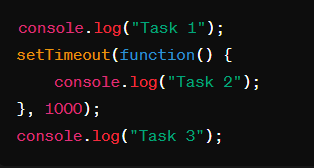 console.log("Task 1");
setTimeout(function() {
    console.log("Task 2");
}, 1000);
console.log("Task 3");